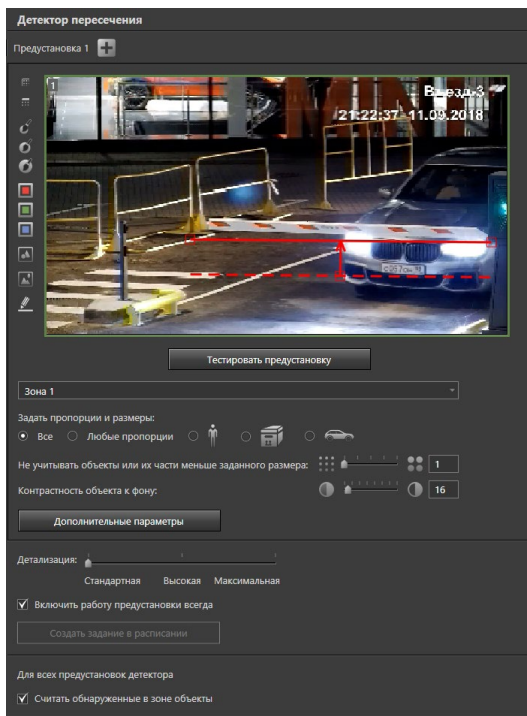 Детектор пересечения
Предустановка 1
1
Въезд-3
21:22:37 11.09.2018
Тестировать предустановку
Зона 1
Задать пропорции и размеры:
Все Любые пропорции
Не учитывать объекты или их части меньше заданного размера: 1
Контрастность объекта к фону: 16
Дополнительные параметры
Детализация:
Стандартная Высокая Максимальная
Включить работу предустановки всегда
Создать задание в расписании
Для всех предустановок детектора
Считать обнаруженные в зоне объекты